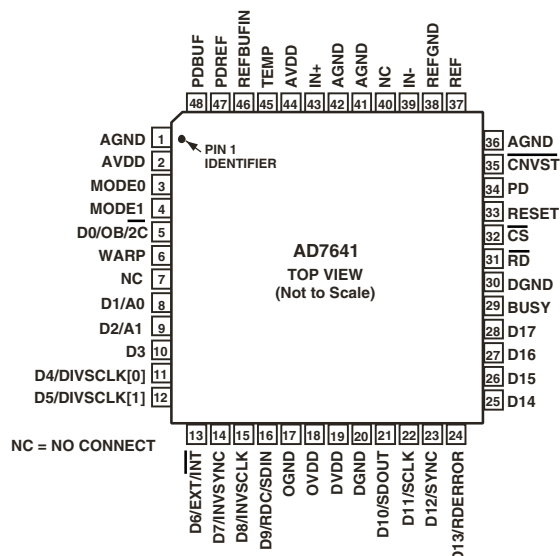 PDBUF
PDREF
REFBUFIN
TEMP
AVDD
IN+
AGND
AGND
NC
IN-
REFGND
REF
48 47 46 45 44 43 42 41 40 39 38 37
AGND 1
AVDD 2
MODE0 3
MODE1 4
D0/OB/2C 5
WARP 6
NC 7
D1/A0 8
D2/A1 9
D3 10
D4/DIVSCLK[0] 11
D5/DIVSCLK[1] 12
PIN 1
IDENTIFIER
AD7641
TOP VIEW
(Not to Scale)
36 AGND
35 CNVST
34 PD
33 RESET
32 CS
31 RD
30 DGND
29 BUSY
28 D17
27 D16
26 D15
25 D14
NC = NO CONNECT
13 14 15 16 17 18 19 20 21 22 23 24
D6/EXT/INT
D7/INVSYNC
D8/INVSCLK
D9/RDC/SDIN
OGND
OVDD
DVDD
DGND
D10/SDOUT
D11/SCLK
D12/SYNC
D13/RDERROR